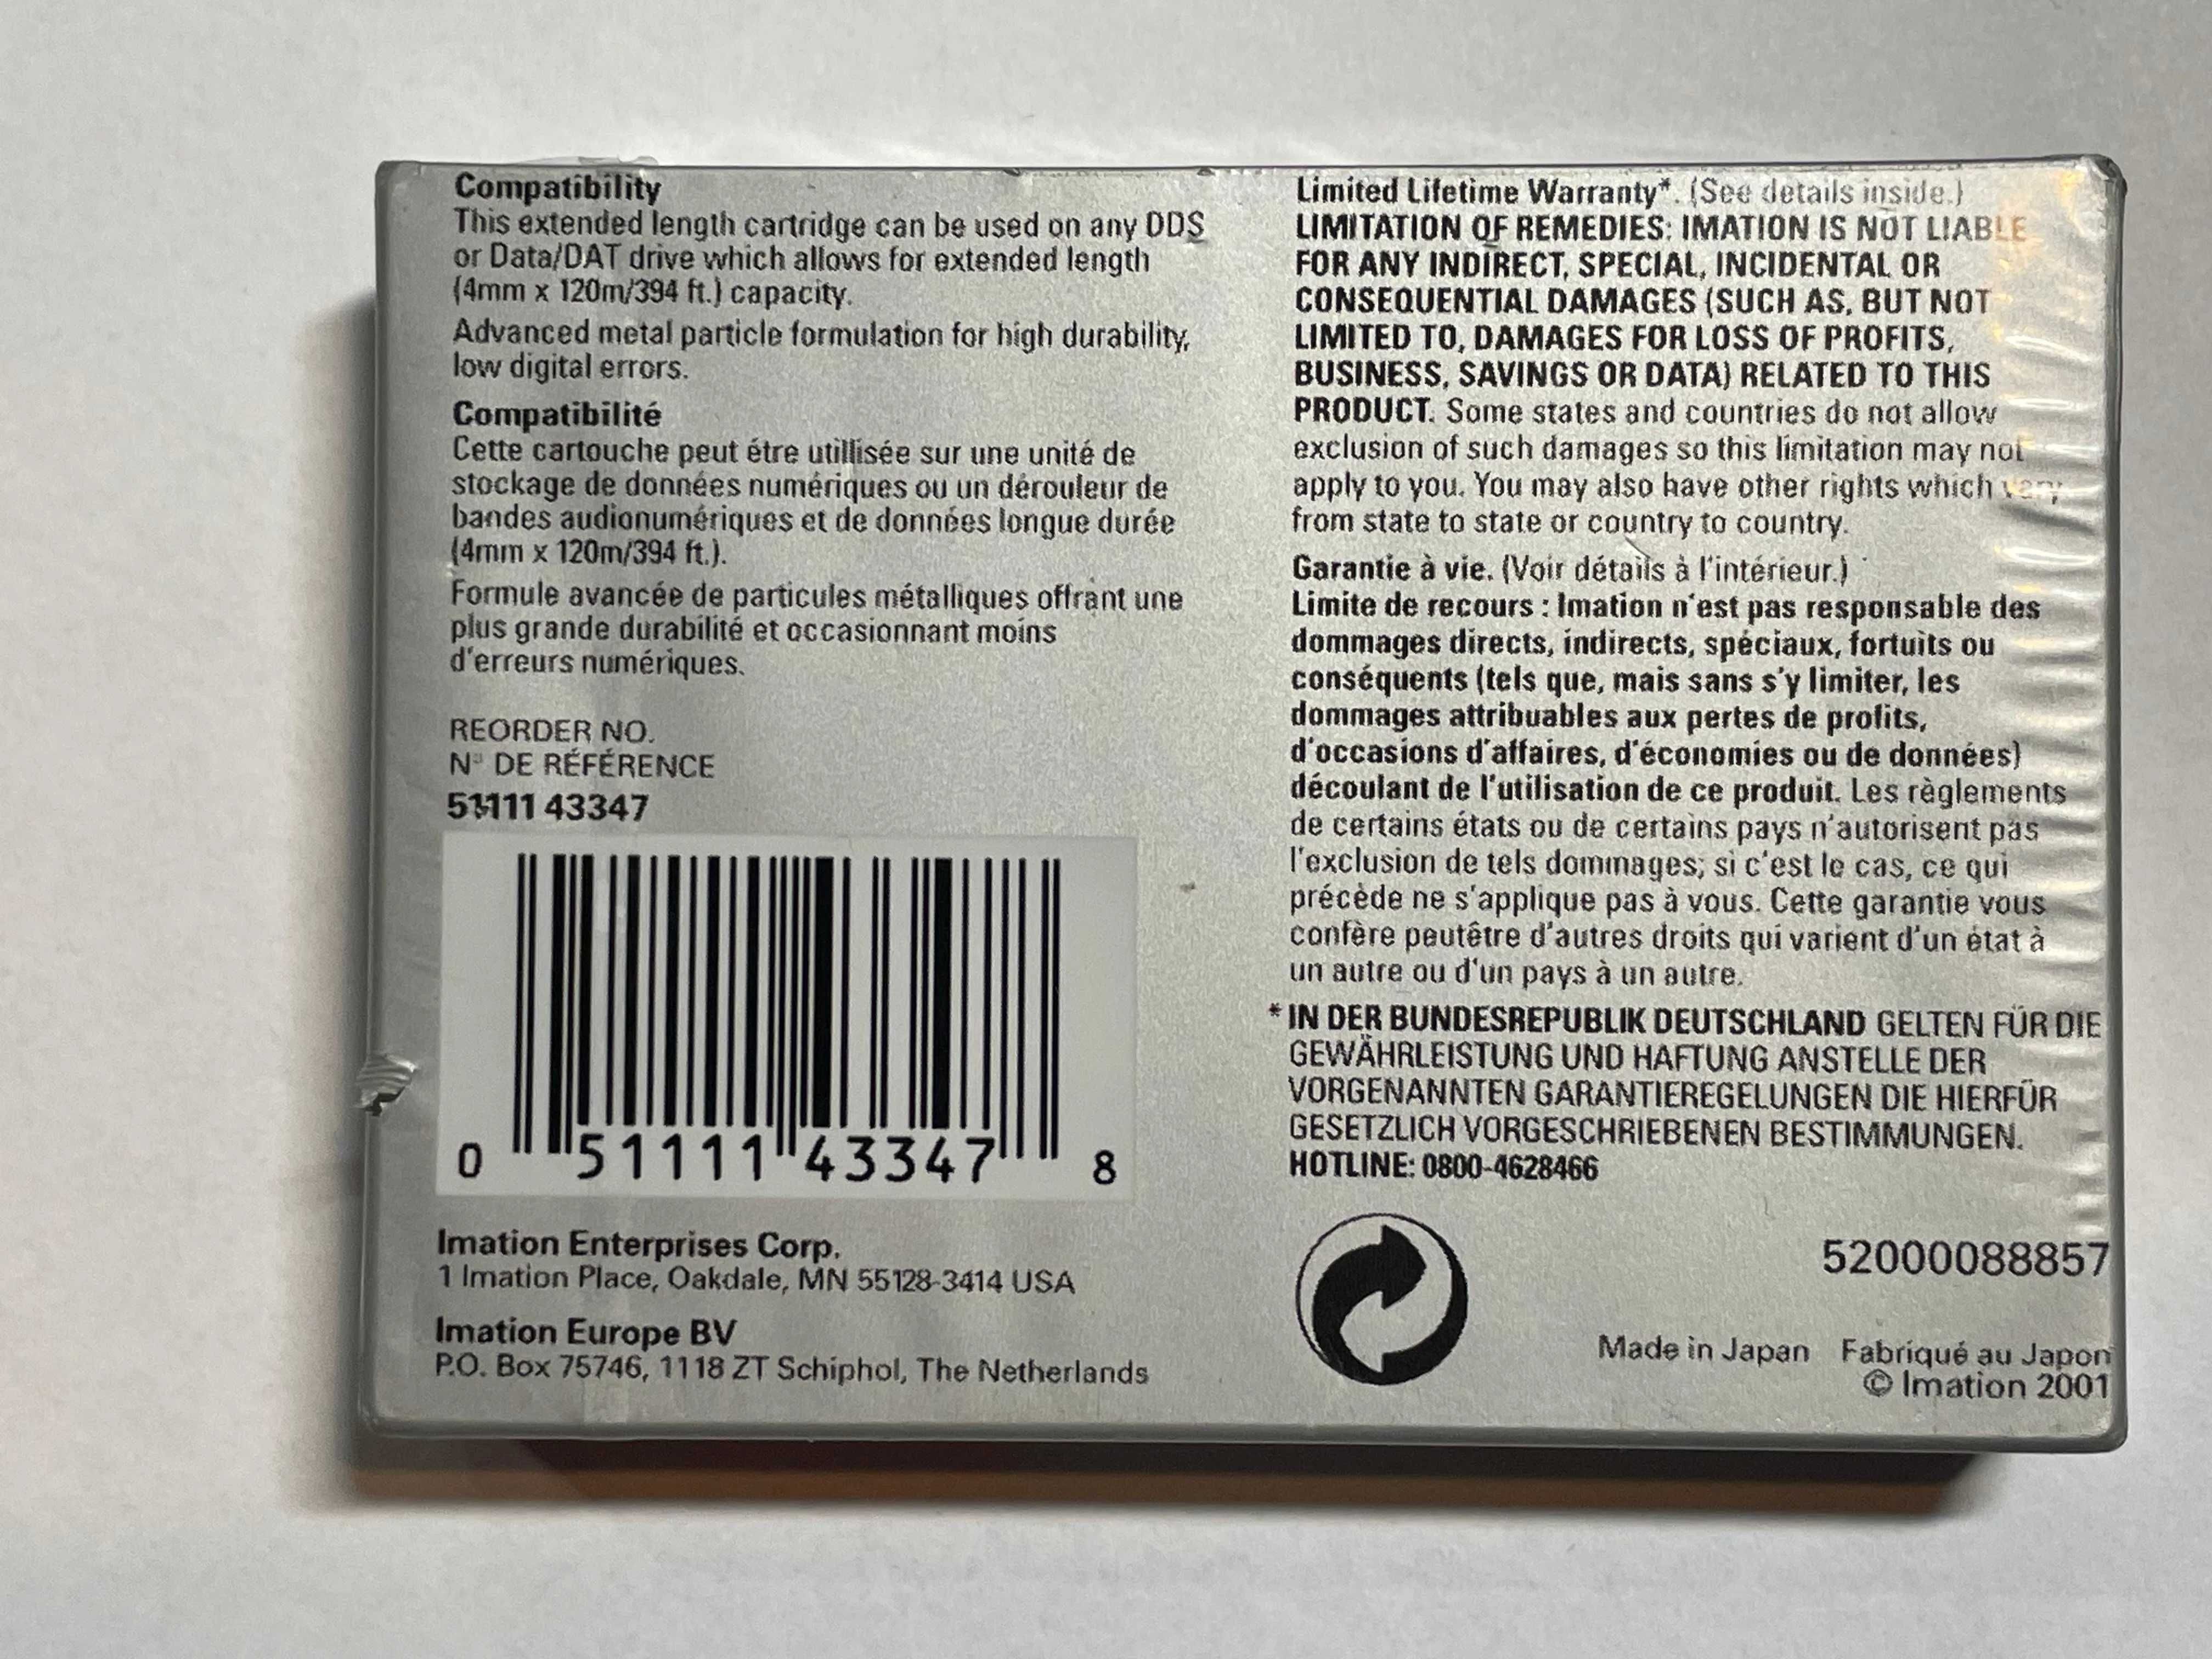 Compatibility
This extended length cartridge can be used on any DDS
or Data/DAT drive which allows for extended length
(4mm x 120m/394 ft.) capacity.
Advanced metal particle formulation for high durability,
low digital errors.
Compatibilité
Cette cartouche peut étre utillisée sur une unité de
stockage de données numériques ou un dérouleur de
bandes audionumériques et de données longue durée
(4mm x 120m/394 ft.).
Formule avancée de particules métalliques offrant une
plus grande durabilité et occasionnant moins
d'erreurs numériques.
REORDER NO.
N° DE RÉFÉRENCE
51111 43347
0 51111 43347 8
Imation Enterprises Corp.
1 Imation Place, Oakdale, MN 55128-3414 USA
Imation Europe BV
P.O. Box 75746, 1118 ZT Schiphol, The Netherlands
Limited Lifetime Warranty*. (See details inside.)
LIMITATION OF REMEDIES: IMATION IS NOT LIABLE
FOR ANY INDIRECT, SPECIAL, INCIDENTAL OR
CONSEQUENTIAL DAMAGES (SUCH AS, BUT NOT
LIMITED TO, DAMAGES FOR LOSS OF PROFITS,
BUSINESS, SAVINGS OR DATA) RELATED TO THIS
PRODUCT. Some states and countries do not allow
exclusion of such damages so this limitation may not
apply to you. You may also have other rights which vary
from state to state or country to country.
Garantie à vie. (Voir détails à l'intérieur.)
Limite de recours : Imation n'est pas responsable des
dommages directs, indirects, spéciaux, fortuits ou
conséquents (tels que, mais sans s'y limiter, les
dommages attribuables aux pertes de profits,
d'occasions d'affaires, d'économies ou de données)
découlant de l'utilisation de ce produit. Les règlements
de certains états ou de certains pays n'autorisent pas
l'exclusion de tels dommages; si c'est le cas, ce qui
précède ne s'applique pas à vous. Cette garantie vous
confère peutêtre d'autres droits qui varient d'un état à
un autre ou d'un pays à un autre.
*IN DER BUNDESREPUBLIK DEUTSCHLAND GELTEN FÜR DIE
GEWÄHRLEISTUNG UND HAFTUNG ANSTELLE DER
VORGENANNTEN GARANTIEREGELUNGEN DIE HIERFÜR
GESETZLICH VORGESCHRIEBENEN BESTIMMUNGEN.
HOTLINE: 0800-4628466
52000088857
Made in Japan Fabriqué au Japon
© Imation 2001